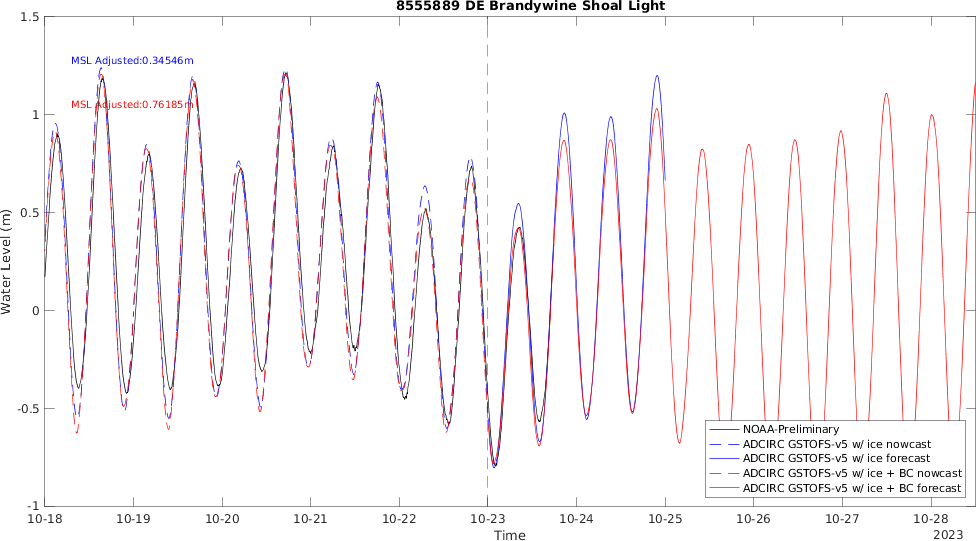 8555889 DE Brandywine Shoal Light
1.5
1
0.5
0
-0.5
-1
Water Level (m)
MSL Adjusted:0.34546m
MSL Adjusted:0.76185m
NOAA-Preliminary
ADCIRC GSTOFS-v5 w/ ice nowcast
ADCIRC GSTOFS-v5 w/ ice forecast
ADCIRC GSTOFS-v5 w/ ice + BC nowcast
ADCIRC GSTOFS-v5 w/ ice + BC forecast
10-18 10-19 10-20 10-21 10-22 10-23 10-24 10-25 10-26 10-27 10-28
Time
2023